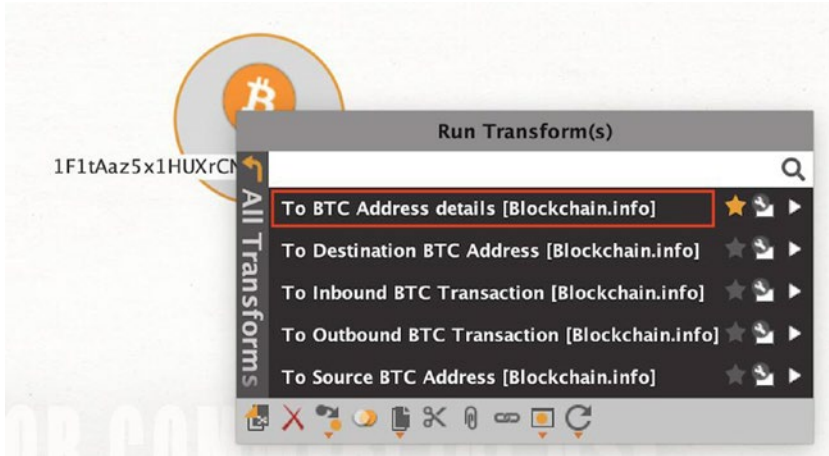 Run Transform(s)
1F1tAaz5x1HUXrCN
All Transforms
To BTC Address details [Blockchain.info]
To Destination BTC Address [Blockchain.info]
To Inbound BTC Transaction [Blockchain.info]
To Outbound BTC Transaction [Blockchain.info]
To Source BTC Address [Blockchain.info]